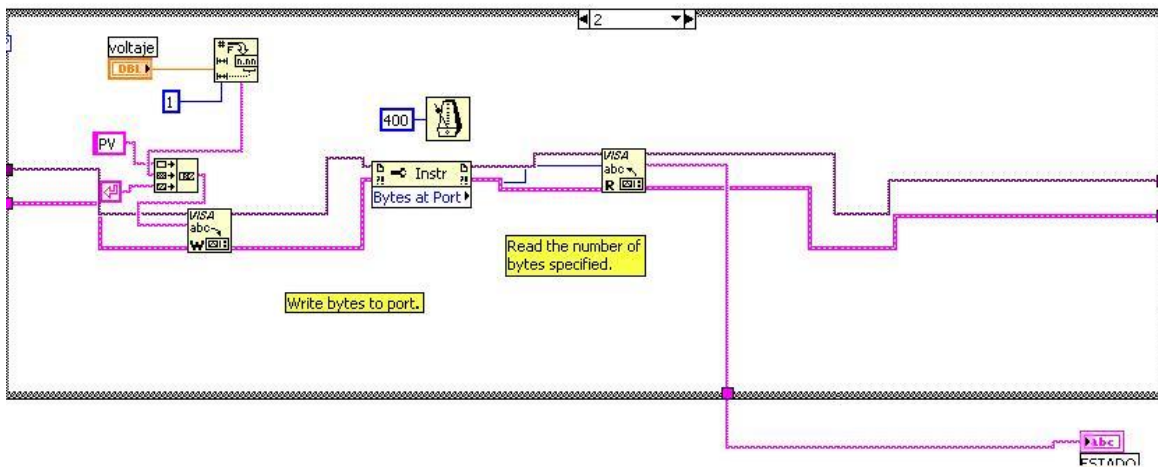 2
voltaje
DBL
#
F
n.nn
1
400
PV
VISA
abc
R
Instr
Bytes at Port
VISA
abc
W
Read the number of
bytes specified.
Write bytes to port.
abc
ESTADO